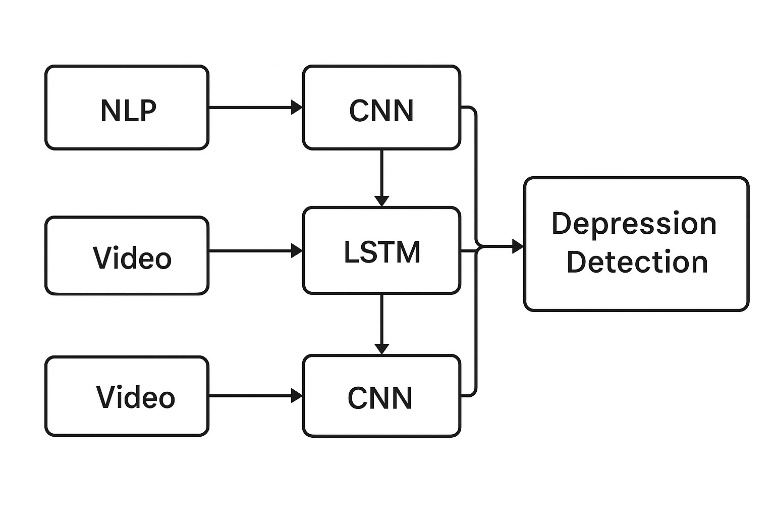 NLP
CNN
Video
LSTM
Depression
Detection
Video
CNN